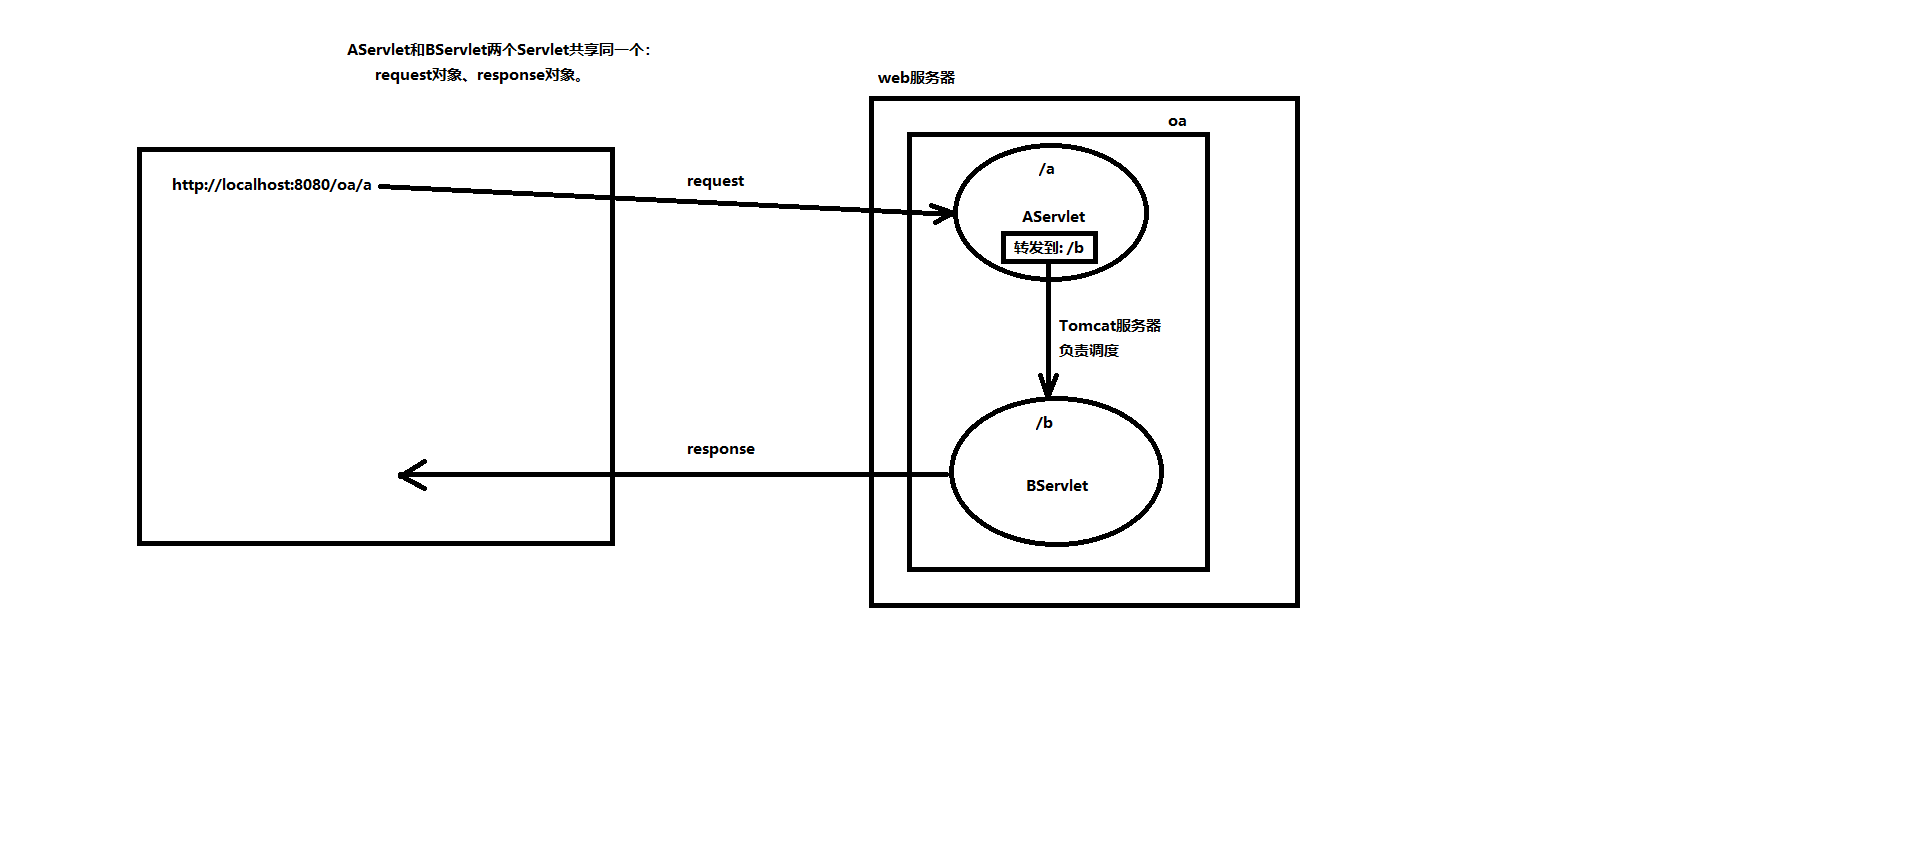 AServlet和BServlet两个Servlet共享同一个：
request对象、response对象。
web服务器
oa
http://localhost:8080/oa/a
request
/a
AServlet
转发到: /b
Tomcat服务器
负责调度
/b
response
BServlet